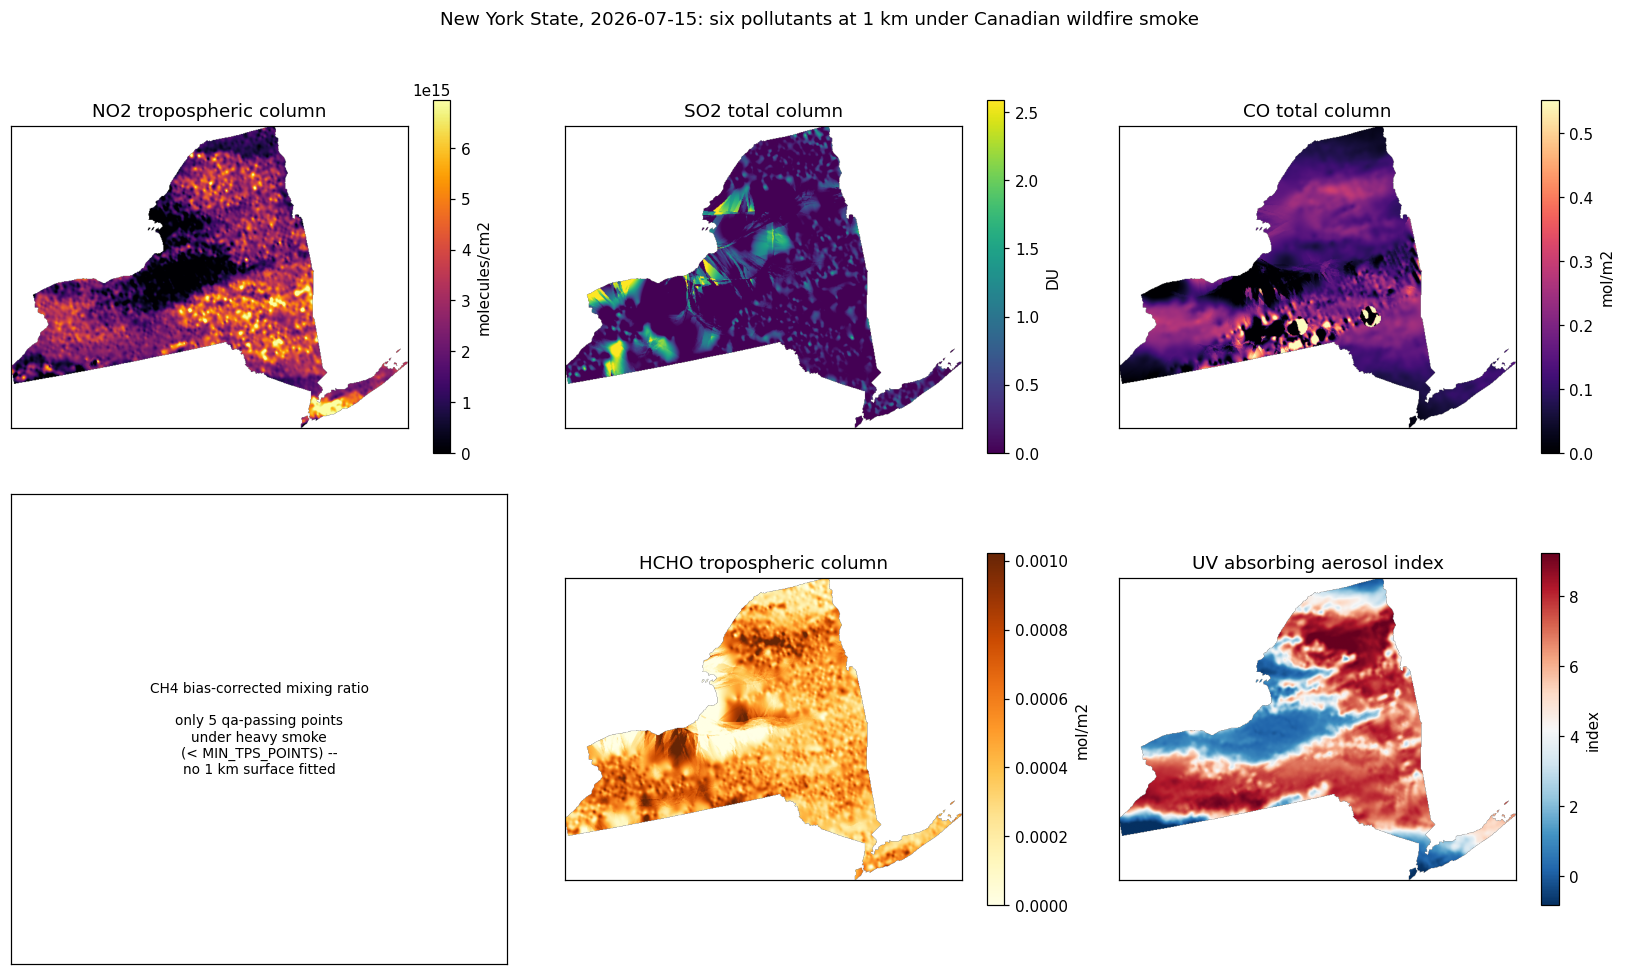 New York State, 2026-07-15: six pollutants at 1 km under Canadian wildfire smoke
NO2 tropospheric column
1e15
6
5
4
3
2
1
0
molecules/cm2
SO2 total column
2.5
2.0
1.5
1.0
0.5
0.0
DU
CO total column
0.5
0.4
0.3
0.2
0.1
0.0
mol/m2
CH4 bias-corrected mixing ratio
only 5 qa-passing points
under heavy smoke
(< MIN_TPS_POINTS) --
no 1 km surface fitted
HCHO tropospheric column
0.0010
0.0008
0.0006
0.0004
0.0002
0.0000
mol/m2
UV absorbing aerosol index
8
6
4
2
0
index